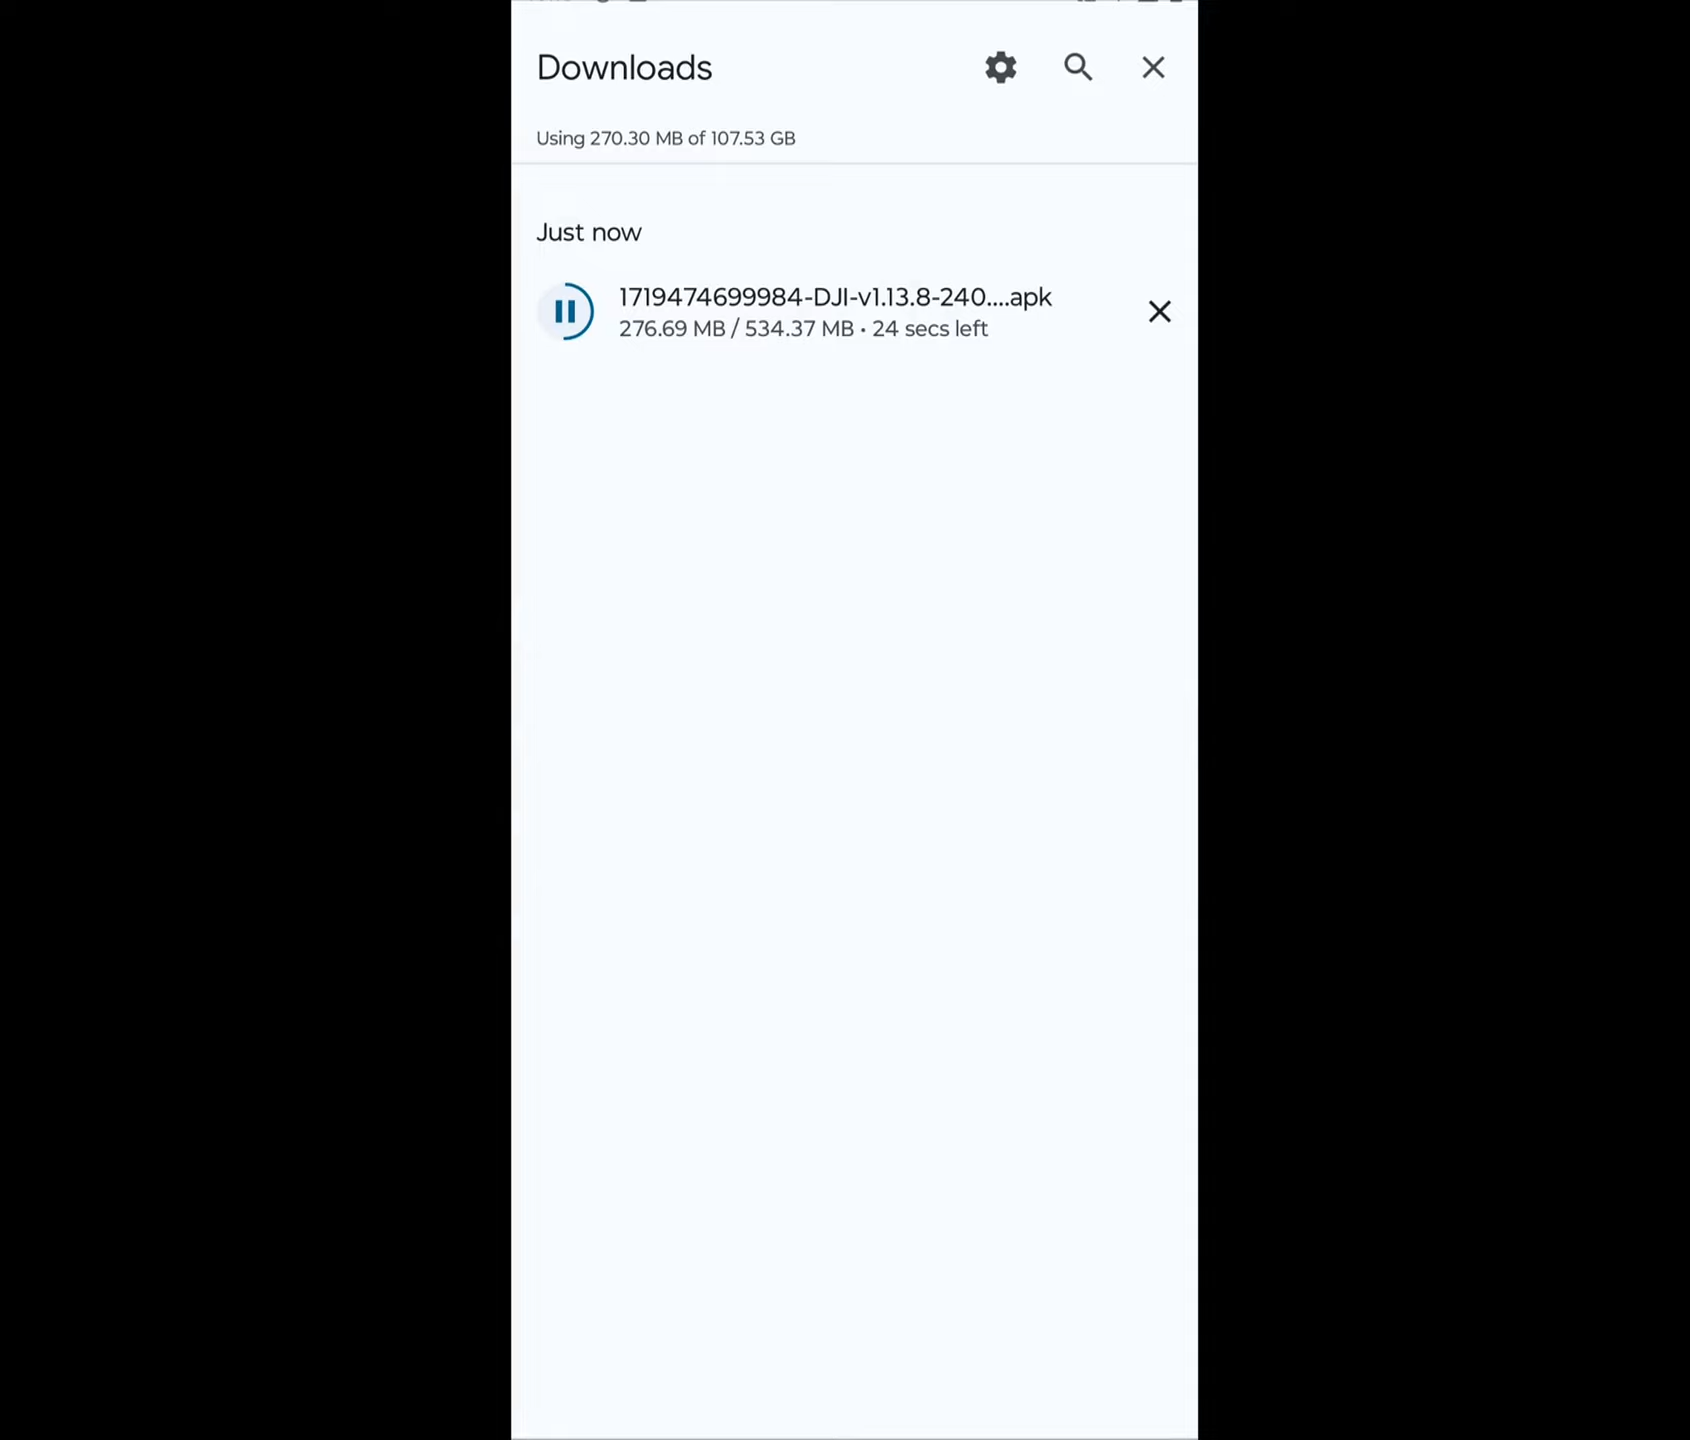 Downloads
Using 270.30 MB of 107.53 GB
Just now
1719474699984-DJI-v1.13.8-240....apk
276.69 MB / 534.37 MB • 24 secs left